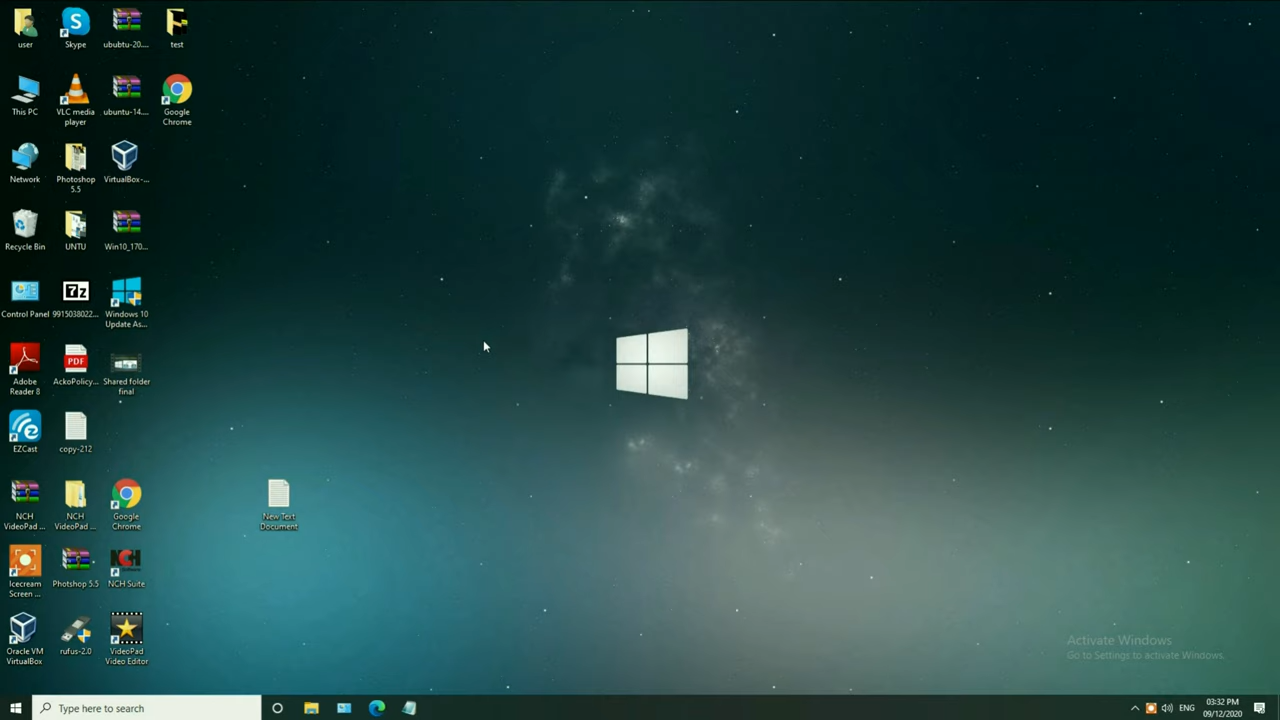 user
Skype
ububtu-20....
test
This PC
VLC media
player
ubuntu-14....
Google
Chrome
Network
Photoshop
5.5
VirtualBox-...
Recycle Bin
UNTU
Win10_170...
Control Panel
7z
9915038022...
Windows 10
Update As...
Adobe
Reader 8
PDF
AckoPolicy...
Shared folder
final
EZCast
copy-212
NCH
VideoPad ...
NCH
VideoPad ...
Google
Chrome
New Text
Document
Icecream
Screen ...
Photshop 5.5
NCH
NCH Suite
Oracle VM
VirtualBox
rufus-2.0
VideoPad
Video Editor
Activate Windows
Go to Settings to activate Windows.
Type here to search
ENG
03:32 PM
09/12/2020